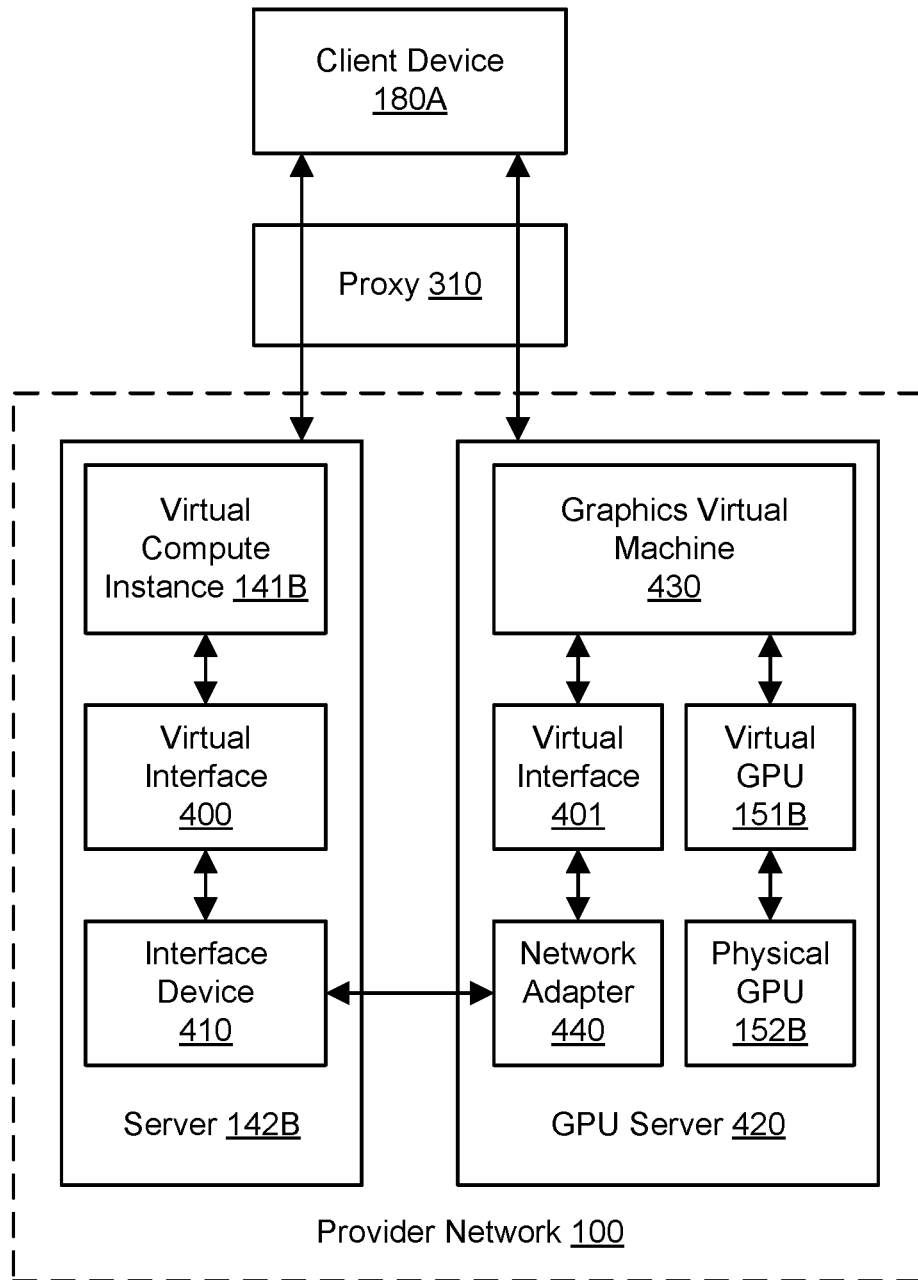 Client Device
180A
Proxy 310
Virtual
Compute
Instance 141B
Graphics Virtual
Machine
430
Virtual
Interface
400
Virtual
Interface
401
Virtual
GPU
151B
Interface
Device
410
Network
Adapter
440
Physical
GPU
152B
Server 142B
GPU Server 420
Provider Network 100